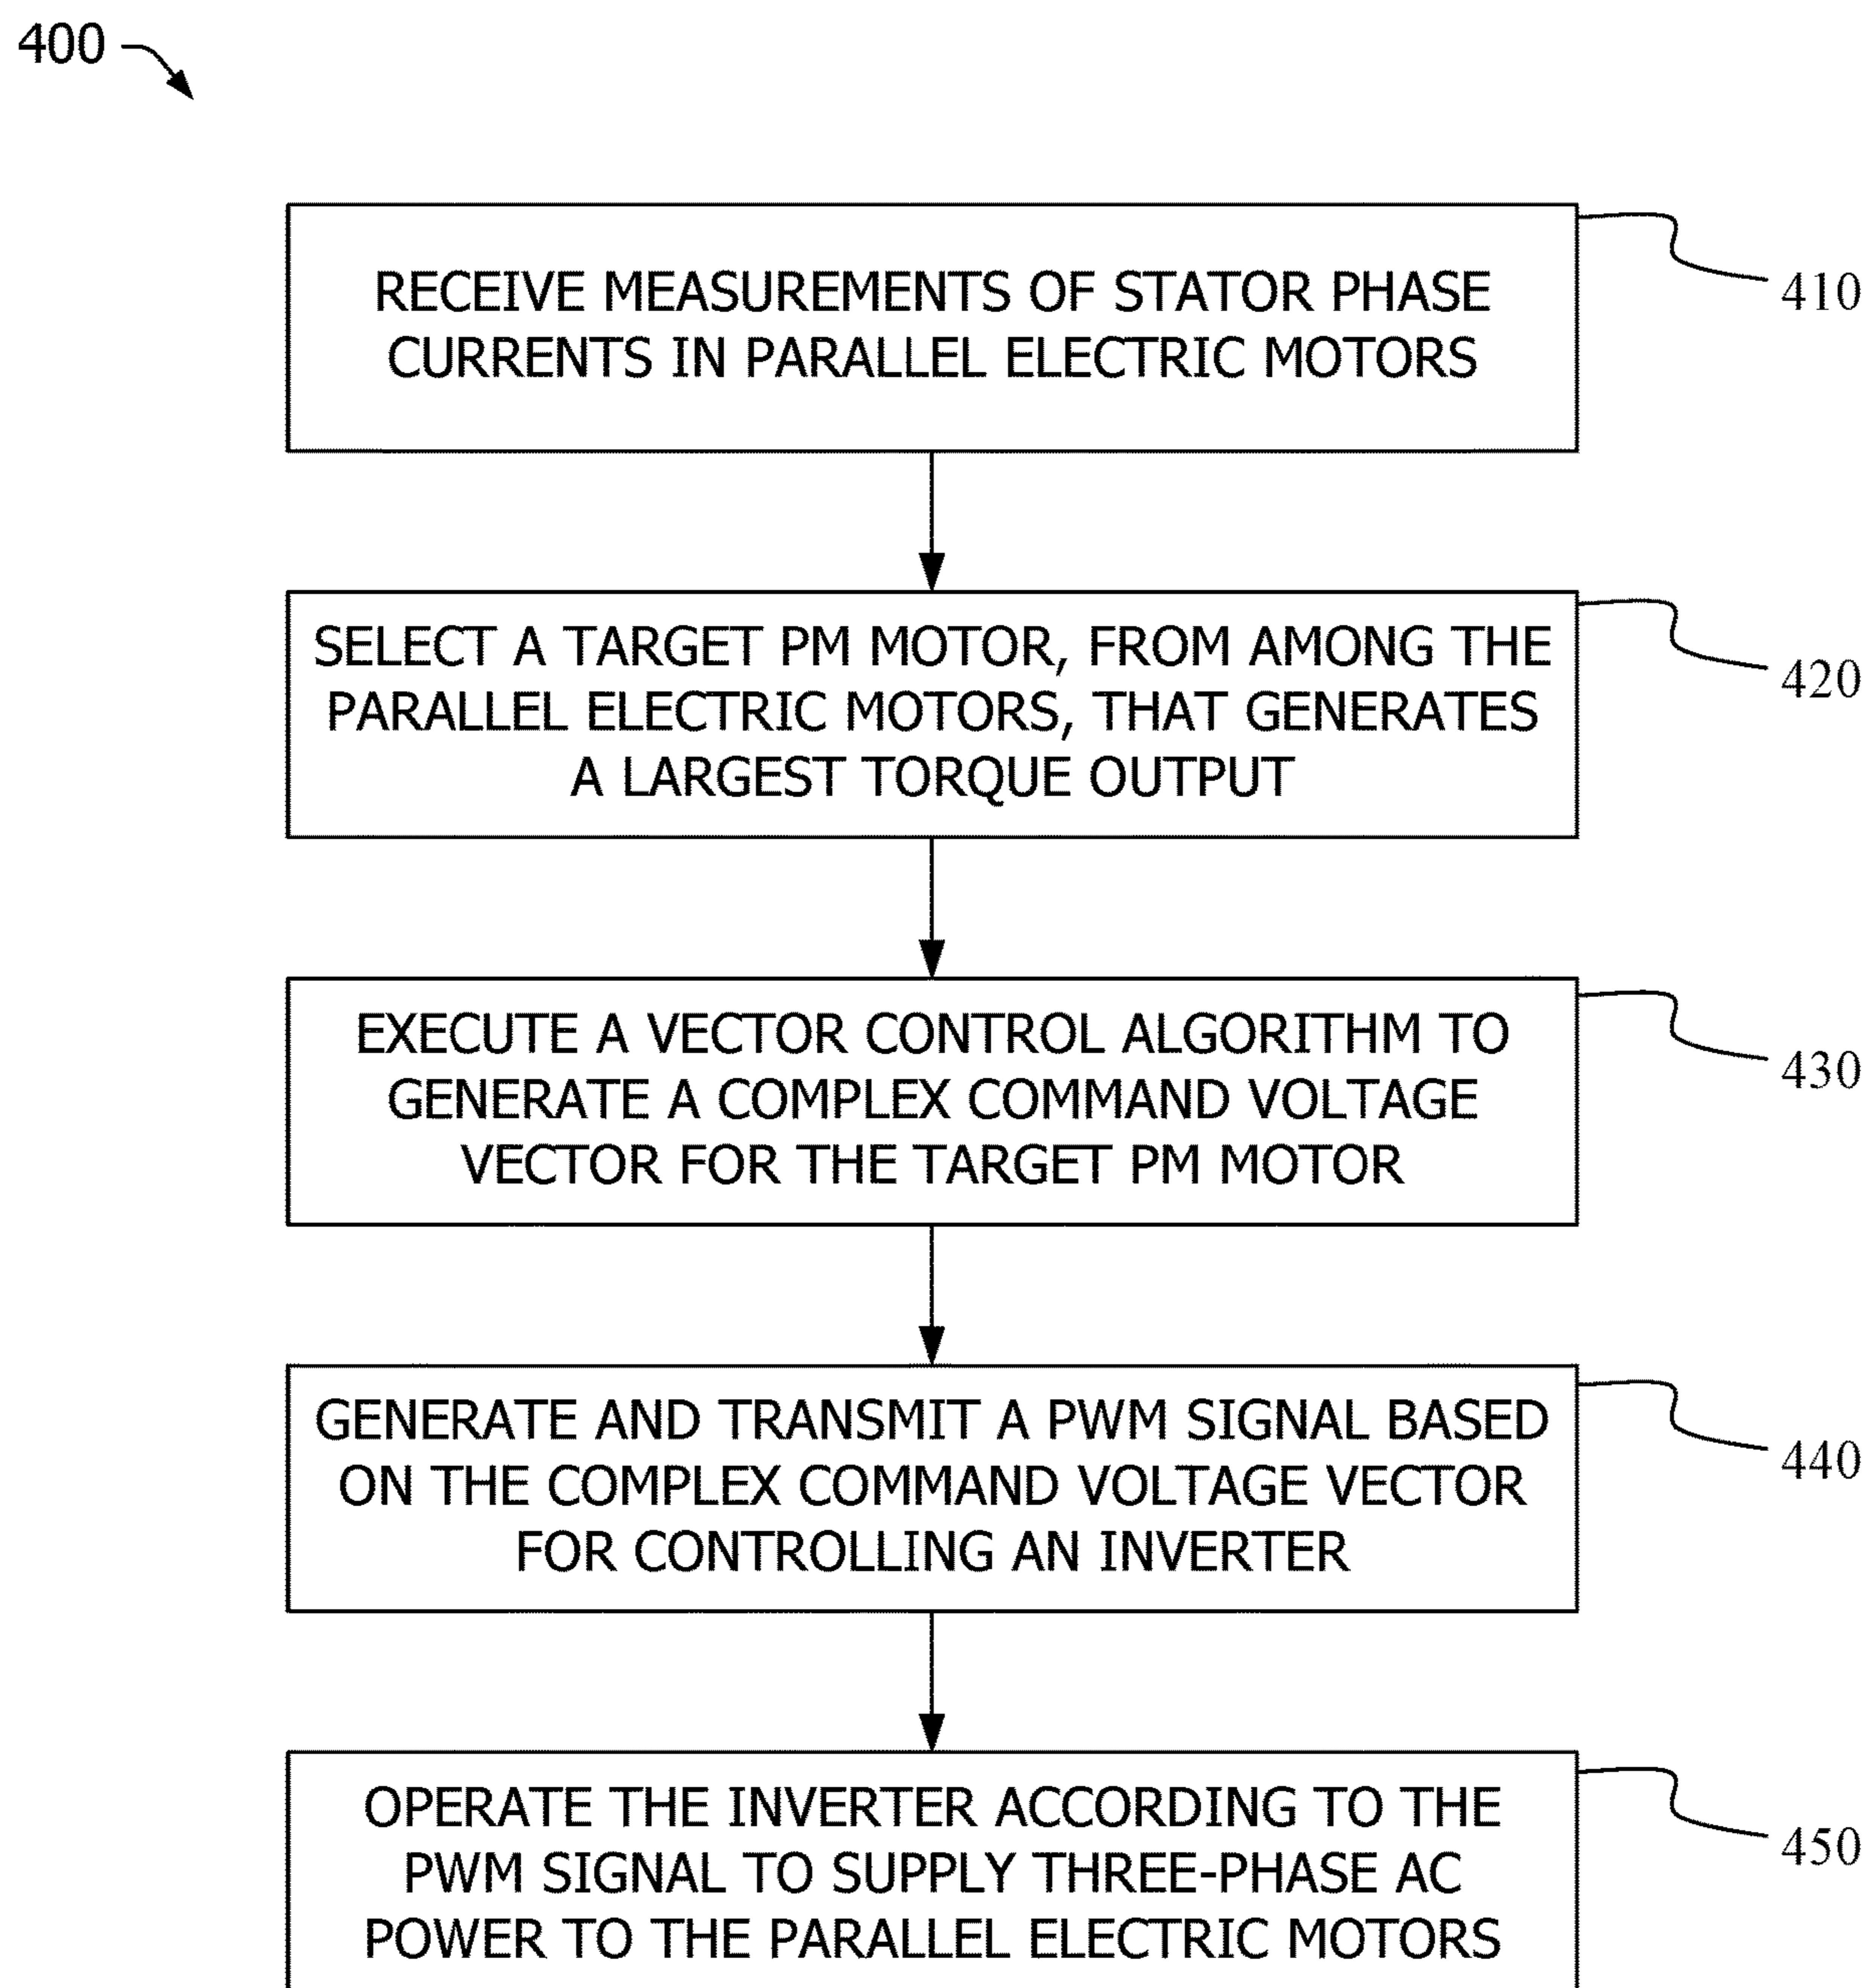 400
RECEIVE MEASUREMENTS OF STATOR PHASE
CURRENTS IN PARALLEL ELECTRIC MOTORS
410
SELECT A TARGET PM MOTOR, FROM AMONG THE
PARALLEL ELECTRIC MOTORS, THAT GENERATES
A LARGEST TORQUE OUTPUT
420
EXECUTE A VECTOR CONTROL ALGORITHM TO
GENERATE A COMPLEX COMMAND VOLTAGE
VECTOR FOR THE TARGET PM MOTOR
430
GENERATE AND TRANSMIT A PWM SIGNAL BASED
ON THE COMPLEX COMMAND VOLTAGE VECTOR
FOR CONTROLLING AN INVERTER
440
OPERATE THE INVERTER ACCORDING TO THE
PWM SIGNAL TO SUPPLY THREE-PHASE AC
POWER TO THE PARALLEL ELECTRIC MOTORS
450